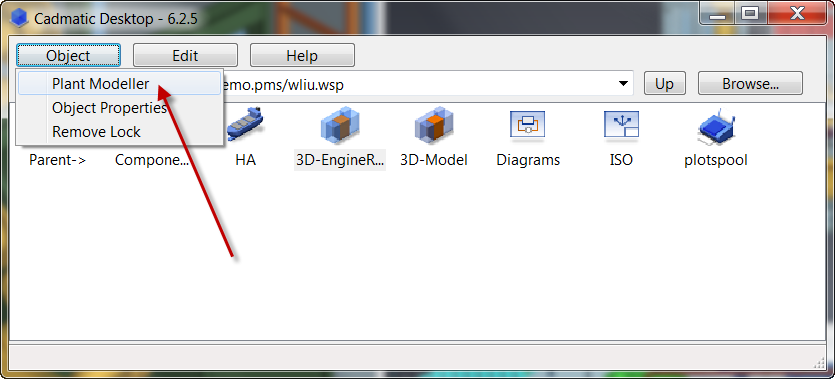 Cadmatic Desktop - 6.2.5
Object Edit Help
Plant Modeller
emo.pms/wliu.wsp Up Browse...
Object Properties
Remove Lock
Parent-> Compone... HA 3D-EngineR... 3D-Model Diagrams ISO plotspool